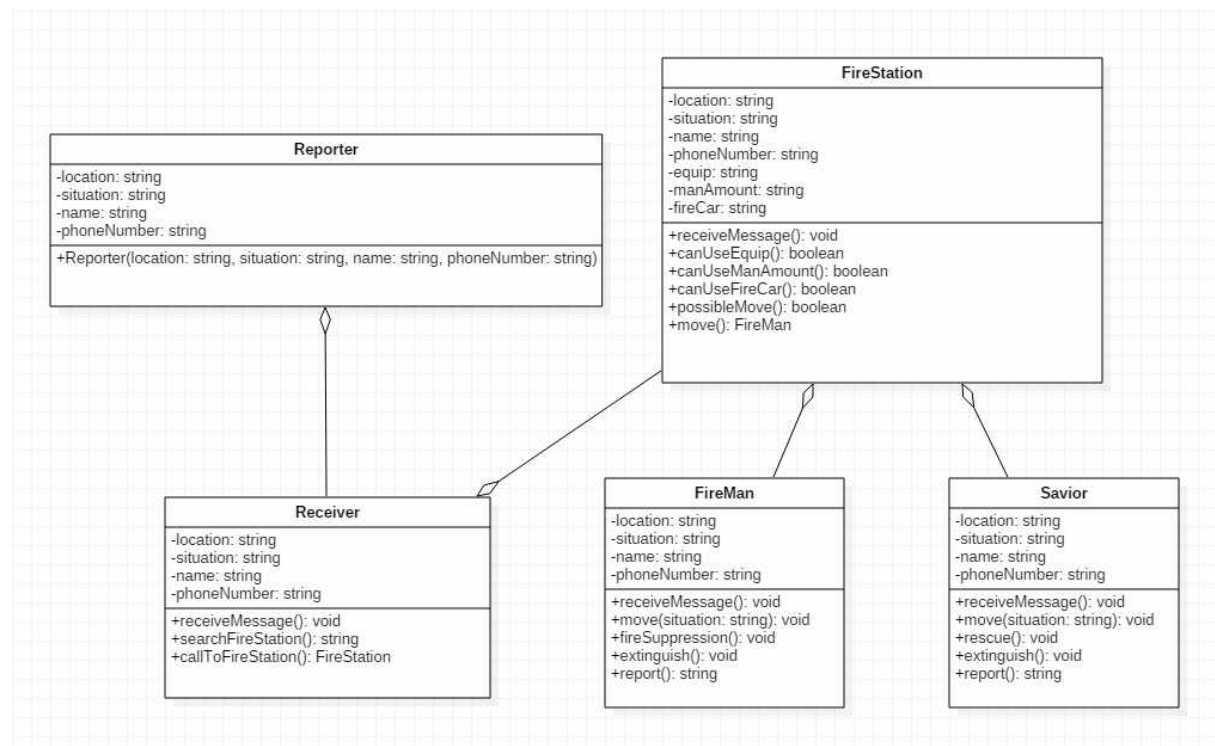 Reporter
-location: string
-situation: string
-name: string
-phoneNumber: string
+Reporter(location: string, situation: string, name: string, phoneNumber: string)
FireStation
-location: string
-situation: string
-name: string
-phoneNumber: string
-equip: string
-manAmount: string
-fireCar: string
+receiveMessage(): void
+canUseEquip(): boolean
+canUseManAmount(): boolean
+canUseFireCar(): boolean
+possibleMove(): boolean
+move(): FireMan
Receiver
-location: string
-situation: string
-name: string
-phoneNumber: string
+receiveMessage(): void
+searchFireStation(): string
+callToFireStation(): FireStation
FireMan
-location: string
-situation: string
-name: string
-phoneNumber: string
+receiveMessage(): void
+move(situation: string): void
+fireSuppression(): void
+extinguish(): void
+report(): string
Savior
-location: string
-situation: string
-name: string
-phoneNumber: string
+receiveMessage(): void
+move(situation: string): void
+rescue(): void
+extinguish(): void
+report(): string